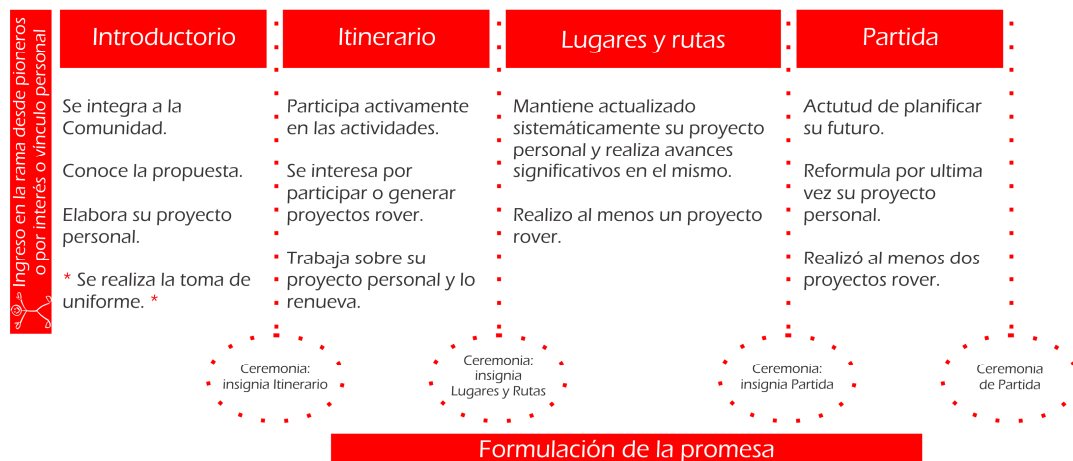 Ingreso en la rama desde pioneros
o por interés o vínculo personal
Introductorio
Se integra a la
Comunidad.
Conoce la propuesta.
Elabora su proyecto
personal.
* Se realiza la toma de
uniforme. *
Itinerario
Participa activamente
en las actividades.
Se interesa por
participar o generar
proyectos rover.
Trabaja sobre su
proyecto personal y lo
renueva.
Lugares y rutas
Mantiene actualizado
sistemáticamente su proyecto
personal y realiza avances
significativos en el mismo.
Realizo al menos un proyecto
rover.
Partida
Actutud de planificar
su futuro.
Reformula por ultima
vez su proyecto
personal.
Realizó al menos dos
proyectos rover.
Ceremonia:
insignia Itinerario
Ceremonia:
insignia
Lugares y Rutas
Ceremonia:
insignia Partida
Ceremonia
de Partida
Formulación de la promesa